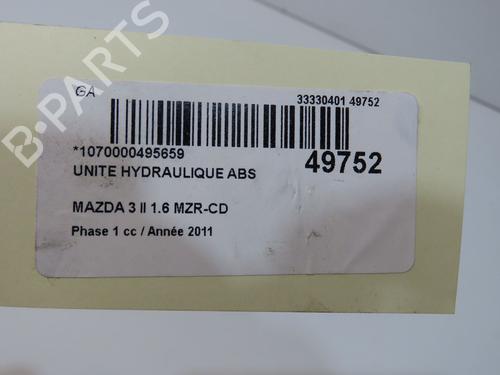 B-PARTS
GA
33330401 49752
*1070000495659
49752
UNITE HYDRAULIQUE ABS
MAZDA 3 II 1.6 MZR-CD
Phase 1 cc / Année 2011